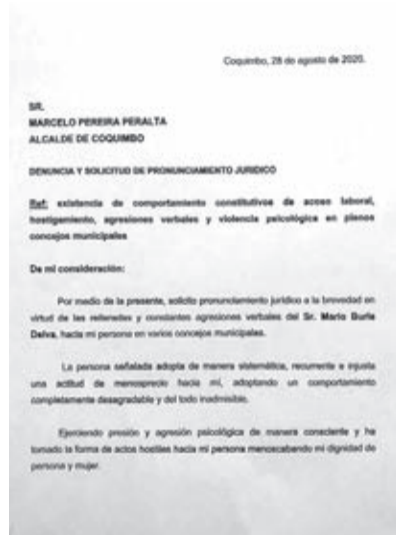 Coquimbo, 28 de agosto de 2020.
SR.
MARCELO PEREIRA PERALTA
ALCALDE DE COQUIMBO
DENUNCIA Y SOLICITUD DE PRONUNCIAMIENTO JURIDICO
Ref: existencia de comportamiento constitutivos de acoso laboral,
hostigamiento, agresiones verbales y violencia psicológica en plenos
concejos municipales
De mi consideración:
Por medio de la presente, solicito pronunciamiento jurídico a la brevedad en
virtud de las reiteradas y constantes agresiones verbales del Sr. Mario Burle
Delva, hacia mi persona en varios concejos municipales.
La persona señalada adopta de manera sistemática, recurrente e injusta
una actitud de menosprecio hacia mí, adoptando un comportamiento
completamente desagradable y del todo inadmisible.
Ejerciendo presión y agresión psicológica de manera consciente y ha
tomado la forma de actos hostiles hacia mi persona menoscabando mi dignidad de
persona y mujer.